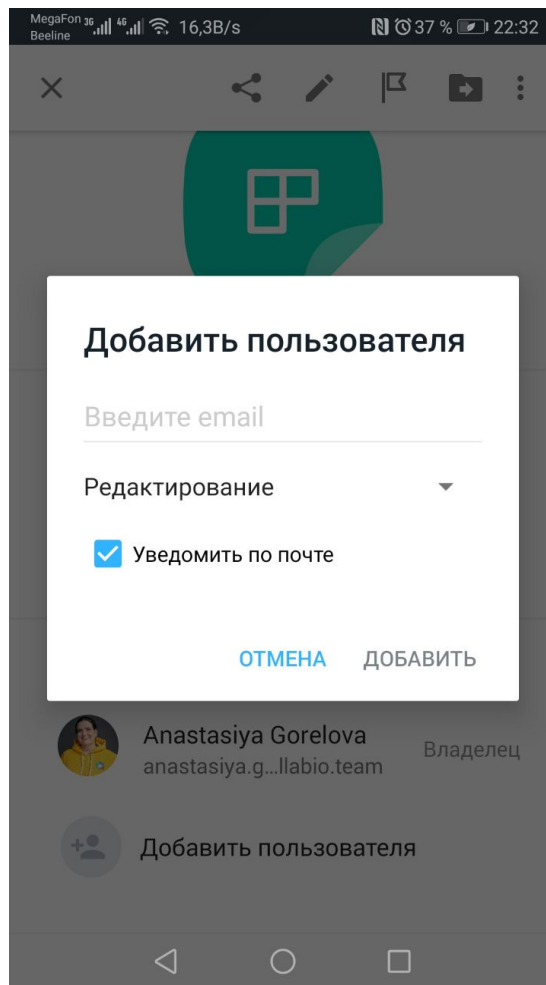 MegaFon 3G 4G 16,3B/s 37 % 22:32
Beeline
Добавить пользователя
Введите email
Редактирование
Уведомить по почте
ОТМЕНА ДОБАВИТЬ
Anastasiya Gorelova Владелец
anastasiya.g...llabio.team
Добавить пользователя